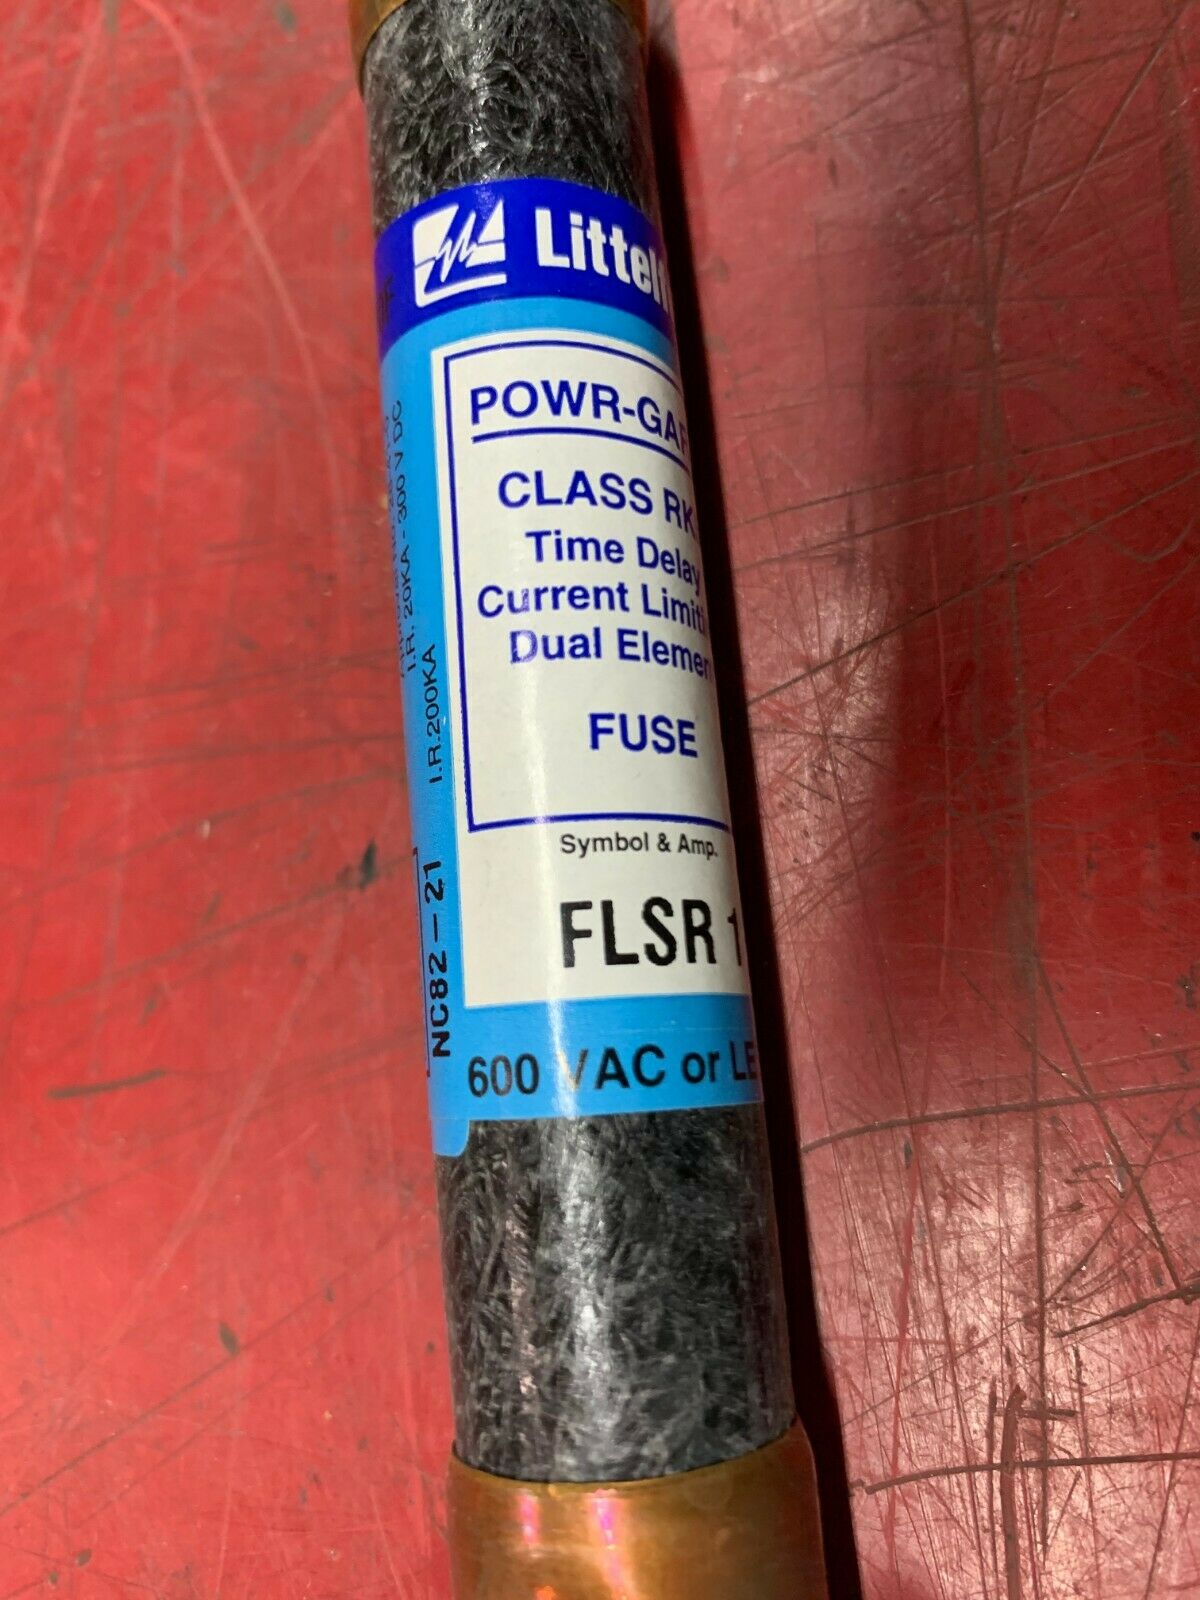 Littelf
POWR-GAR
CLASS RK
Time Delay
Current Limiti
Dual Elemen
FUSE
Symbol & Amp.
FLSR 1
600 VAC or LE
I.R. 20KA - 300 V DC
I.R.200KA
NC82-21